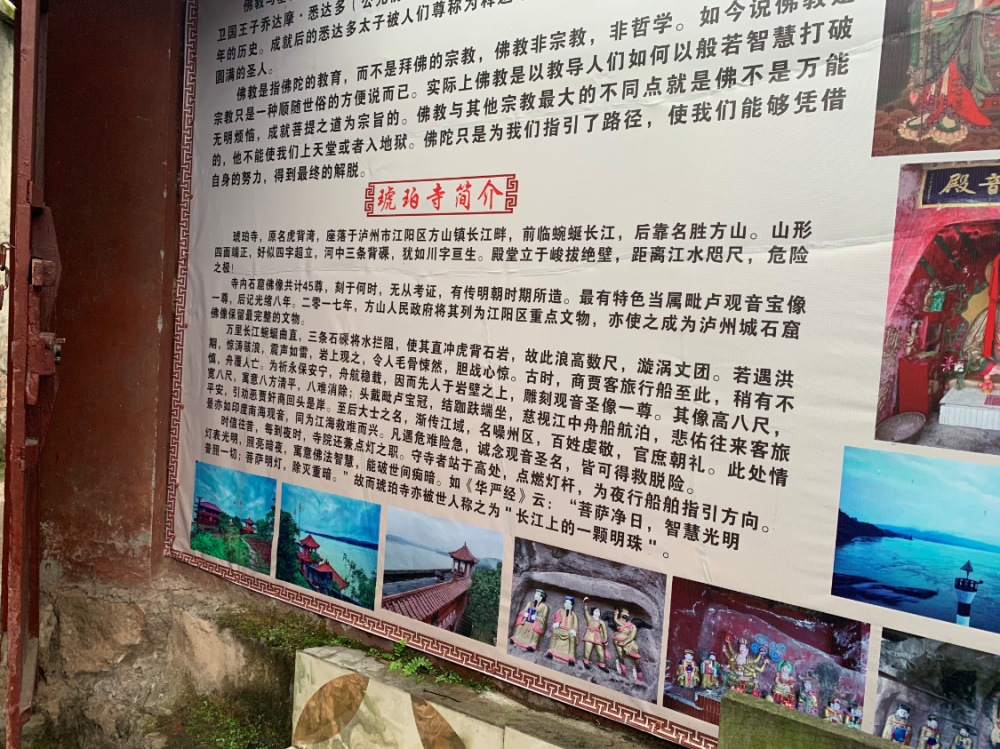 佛教与
卫国王子乔达摩·悉达多（公元前
年的历史。成就后的悉达多太子被人们尊称为释迦
圆满的圣人。
佛教是指佛陀的教育，而不是拜佛的宗教，佛教非宗教，非哲学。如今说佛教是
宗教只是一种顺随世俗的方便说而已。实际上佛教是以教导人们如何以般若智慧打破
无明烦恼，成就菩提之道为宗旨的。佛教与其他宗教最大的不同点就是佛不是万能
的，他不能使我们上天堂或者入地狱。佛陀只是为我们指引了路径，使我们能够凭借
自身的努力，得到最终的解脱。
琥珀寺简介
琥珀寺，原名虎背湾，座落于泸州市江阳区方山镇长江畔，前临蜿蜒长江，后靠名胜方山。山形
四面端正，好似四字超立，河中三条背磏，犹如川字亘生。殿堂立于峻拔绝壁，距离江水咫尺，危险
之极！
寺内石窟佛像共计45尊，刻于何时，无从考证，有传明朝时期所造。最有特色当属毗卢观音宝像
一尊，后记光绪八年。二零一七年，方山人民政府将其列为江阳区重点文物，亦使之成为泸州城石窟
佛像保留最完整的文物。
万里长江蜿蜒曲直，三条石磏将水拦阻，使其直冲虎背石岩，故此浪高数尺，漩涡丈团。若遇洪
期，惊涛骇浪，震声如雷，岩上现之，令人毛骨悚然，胆战心惊。古时，商贾客旅行船至此，稍有不
慎，舟覆人亡。为祈永保安宁，舟航稳载，因而先人于岩壁之上，雕刻观音圣像一尊。其像高八尺，
宽八尺，寓意八方清平，八难消除；头戴毗卢宝冠，结咖趺端坐，慈视江中舟船航泊，悲佑往来客旅
平安，引劝恶贾奸商回头是岸。至后大士之名，渐传江域，名噪州区，百姓虔敬，官庶朝礼。此处情
景亦如印度南海观音，同为江海救难而兴。凡遇危难险急，诚念观音圣名，皆可得救脱险。
时值往昔，每到夜时，寺院还兼点灯之职。守寺者站于高处，点燃灯杆，为夜行船舶指引方向。
灯表光明，照亮暗夜，寓意佛法智慧，能破世间痴暗。如《华严经》云：“菩萨净日，智慧光明
普照一切；菩萨明灯，除灭重暗。”故而琥珀寺亦被世人称之为"长江上的一颗明珠"。
音殿